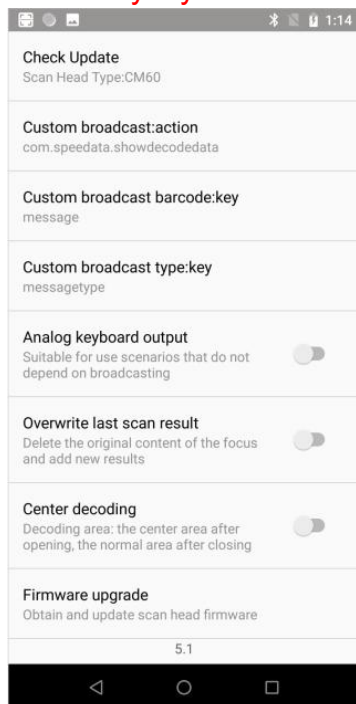 1:14
Check Update
Scan Head Type:CM60
Custom broadcast:action
com.speedata.showdecodedata
Custom broadcast barcode:key
message
Custom broadcast type:key
messagetype
Analog keyboard output
Suitable for use scenarios that do not
depend on broadcasting
Overwrite last scan result
Delete the original content of the focus
and add new results
Center decoding
Decoding area: the center area after
opening, the normal area after closing
Firmware upgrade
Obtain and update scan head firmware
5.1